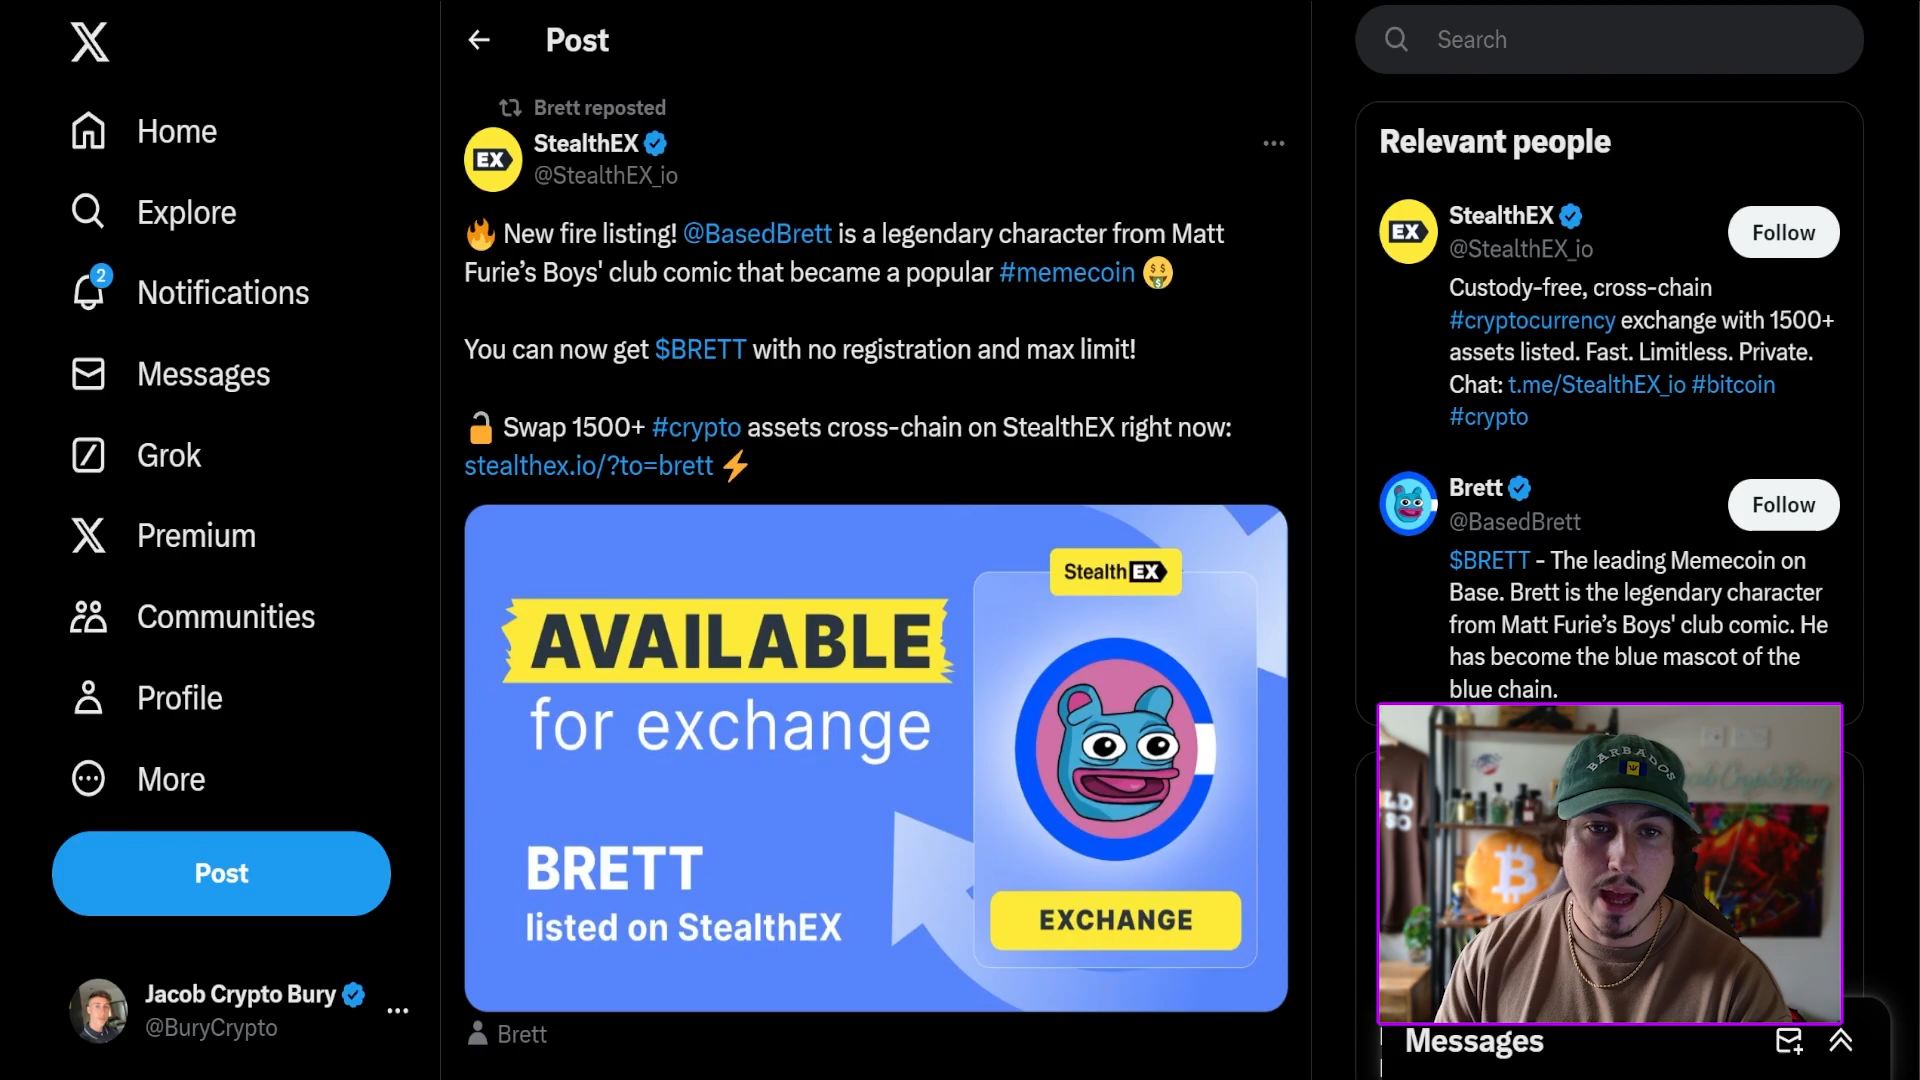 Home
Explore
2
Notifications
Messages
Grok
Premium
Communities
Profile
More
Post
Jacob Crypto Bury
@BuryCrypto
Post
Brett reposted
EX
StealthEX
@StealthEX_io
🔥 New fire listing! @BasedBrett is a legendary character from Matt
Furie’s Boys' club comic that became a popular #memecoin 🤑
You can now get $BRETT with no registration and max limit!
🔓 Swap 1500+ #crypto assets cross-chain on StealthEX right now:
stealthex.io/?to=brett ⚡
StealthEX
AVAILABLE
for exchange
BRETT
listed on StealthEX
EXCHANGE
Brett
Search
Relevant people
EX
StealthEX
@StealthEX_io
Follow
Custody-free, cross-chain
#cryptocurrency exchange with 1500+
assets listed. Fast. Limitless. Private.
Chat: t.me/StealthEX_io #bitcoin
#crypto
Brett
@BasedBrett
Follow
$BRETT - The leading Memecoin on
Base. Brett is the legendary character
from Matt Furie’s Boys' club comic. He
has become the blue mascot of the
blue chain.
BARBADOS
Messages